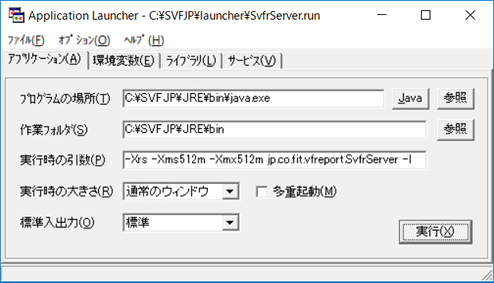 Application Launcher - C:¥SVFJP¥launcher¥SvfrServer.run
ファイル(F) オプション(O) ヘルプ(H)
アプリケーション(A) 環境変数(E) ライブラリ(L) サービス(V)
プログラムの場所(T) C:¥SVFJP¥JRE¥bin¥java.exe Java 参照
作業フォルダ(S) C:¥SVFJP¥JRE¥bin 参照
実行時の引数(P) -Xrs -Xms512m -Xmx512m jp.co.fit.vfreport.SvfrServer -l
実行時の大きさ(R) 通常のウィンドウ 多重起動(M)
標準入出力(O) 標準 実行(X)